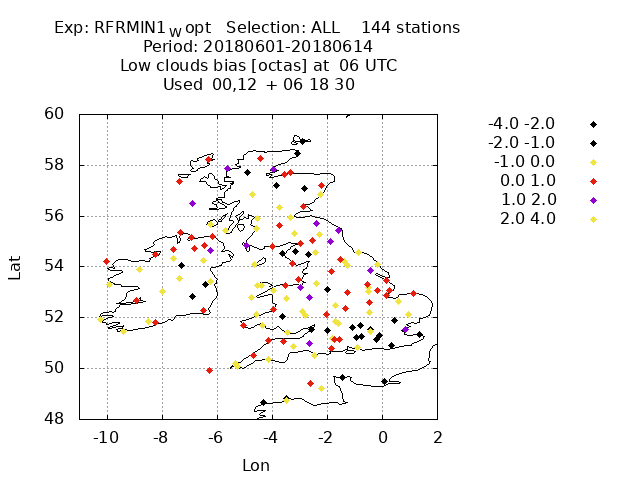 Exp: RFRMIN1wopt Selection: ALL 144 stations
Period: 20180601-20180614
Low clouds bias [octas] at 06 UTC
Used 00,12 + 06 18 30
-4.0 -2.0
-2.0 -1.0
-1.0 0.0
0.0 1.0
1.0 2.0
2.0 4.0
60
58
56
54
52
50
48
Lat
-10 -8 -6 -4 -2 0 2
Lon